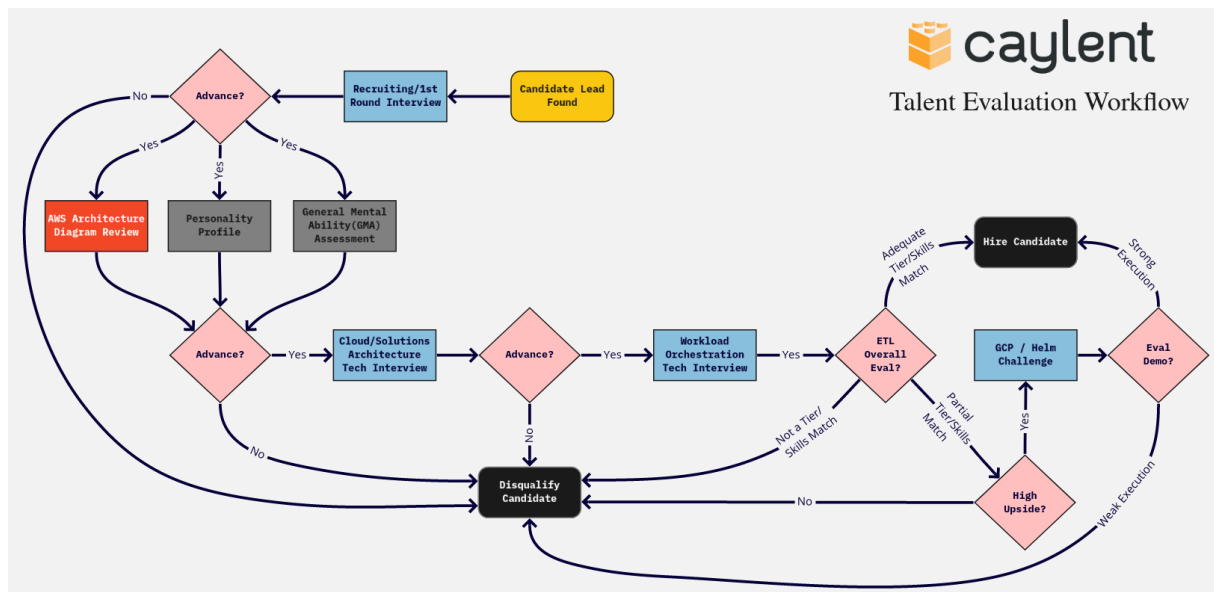 caylent
Talent Evaluation Workflow
Candidate Lead
Found
Recruiting/1st
Round Interview
Advance?
No
Yes
Yes
Yes
AWS Architecture
Diagram Review
Personality
Profile
General Mental
Ability(GMA)
Assessment
Advance?
Yes
No
Cloud/Solutions
Architecture
Tech Interview
Advance?
Yes
No
Workload
Orchestration
Tech Interview
Yes
ETL
Overall
Eval?
Adequate
Tier/Skills
Match
Not a Tier/
Skills Match
Partial
Tier/Skills
Match
Hire Candidate
Strong
Execution
GCP / Helm
Challenge
Eval
Demo?
Yes
High
Upside?
No
Weak Execution
Disqualify
Candidate